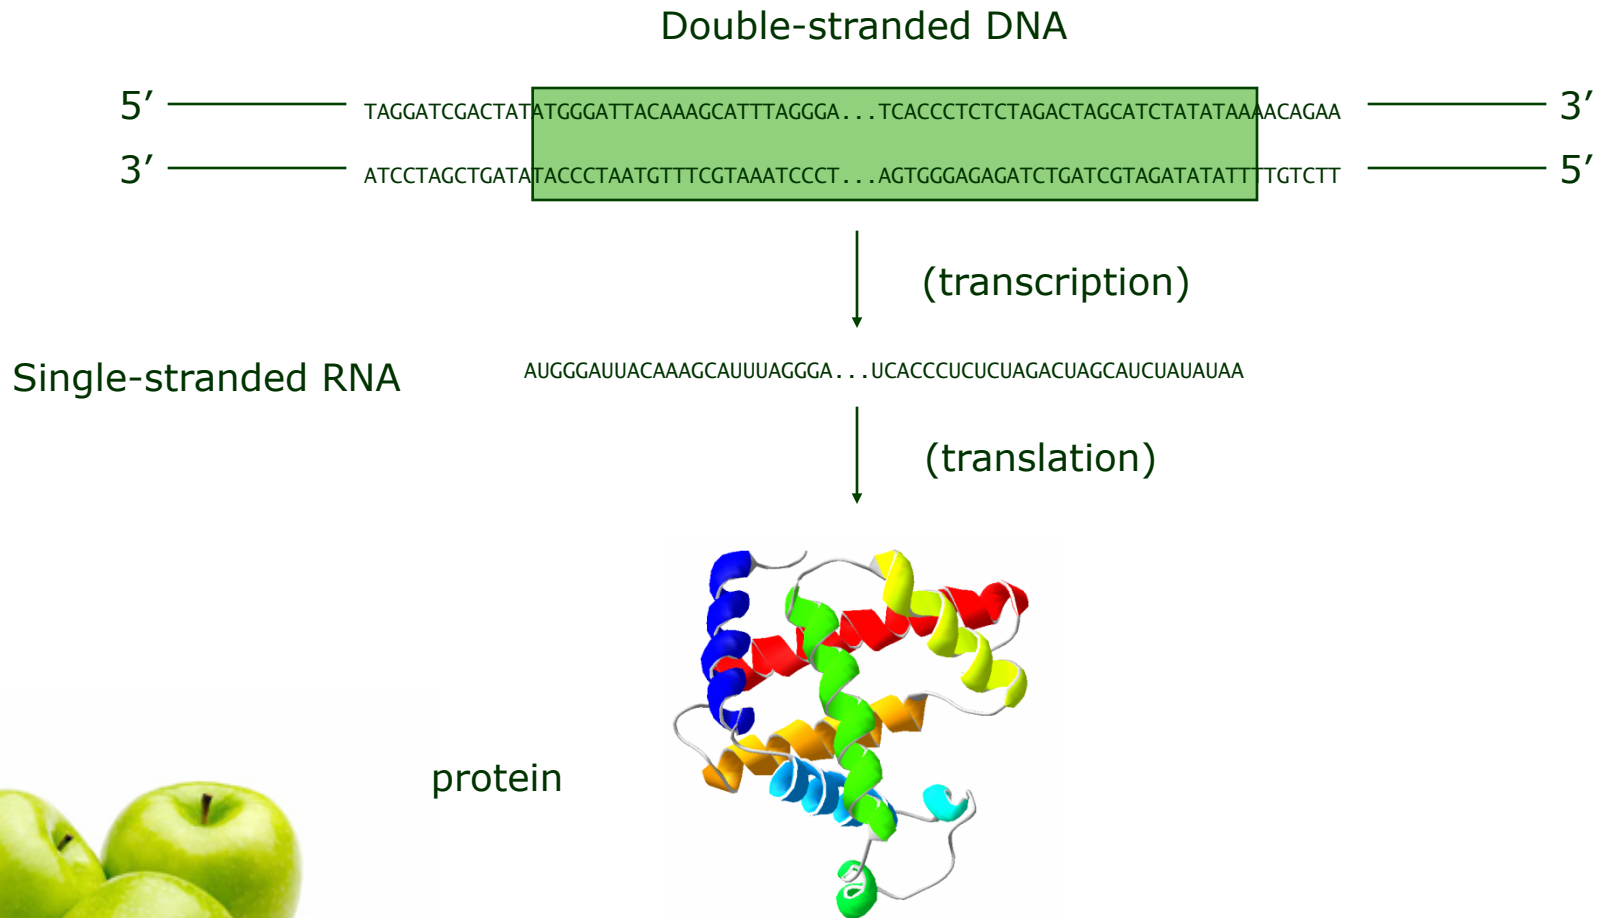 Double-stranded DNA
5’ TAGGATCGACTATATGGGATTACAAAGCATTTAGGGA...TCACCCTCTCTAGACTAGCATCTATATAAAACAGAA 3’
3’ ATCCTAGCTGATATACCCTAATGTTTCGTAAATCCCT...AGTGGGAGAGATCTGATCGTAGATATATTTTGTCTT 5’
(transcription)
Single-stranded RNA AUGGGAUUACAAAGCAUUUAGGGA...UCACCCUCUCUAGACUAGCAUCUAUAUAA
(translation)
protein